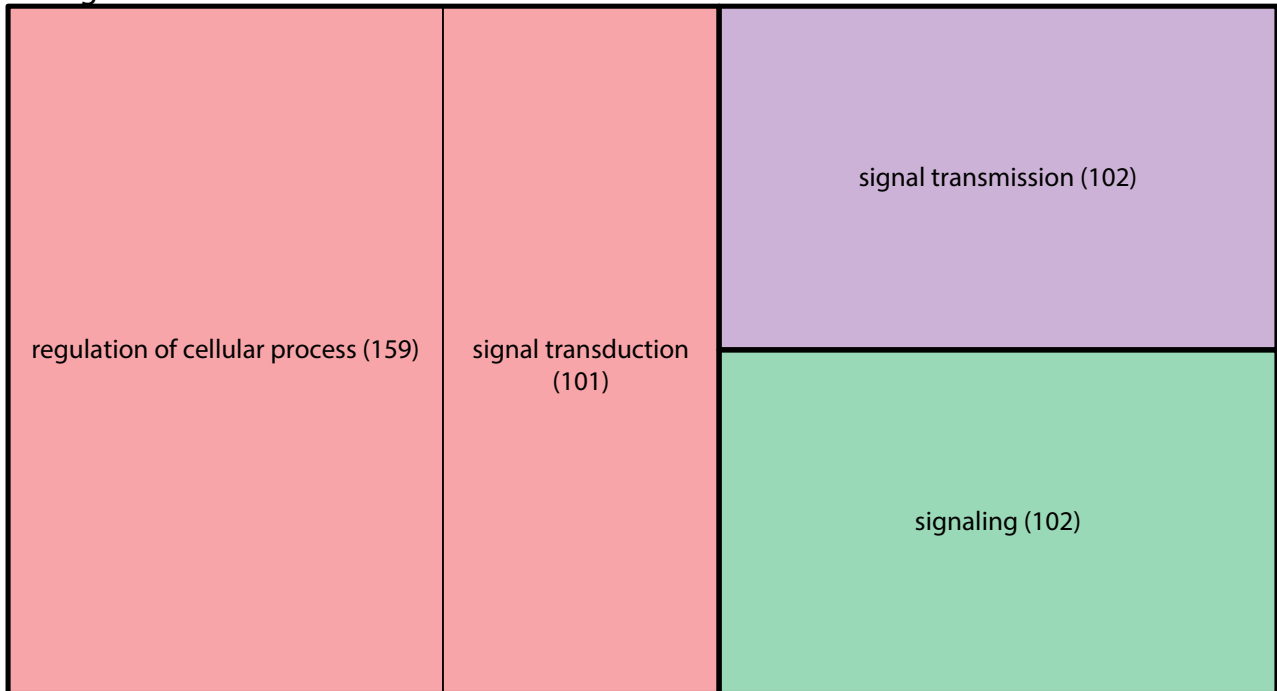 regulation of cellular process (159)
signal transduction
(101)
signal transmission (102)
signaling (102)